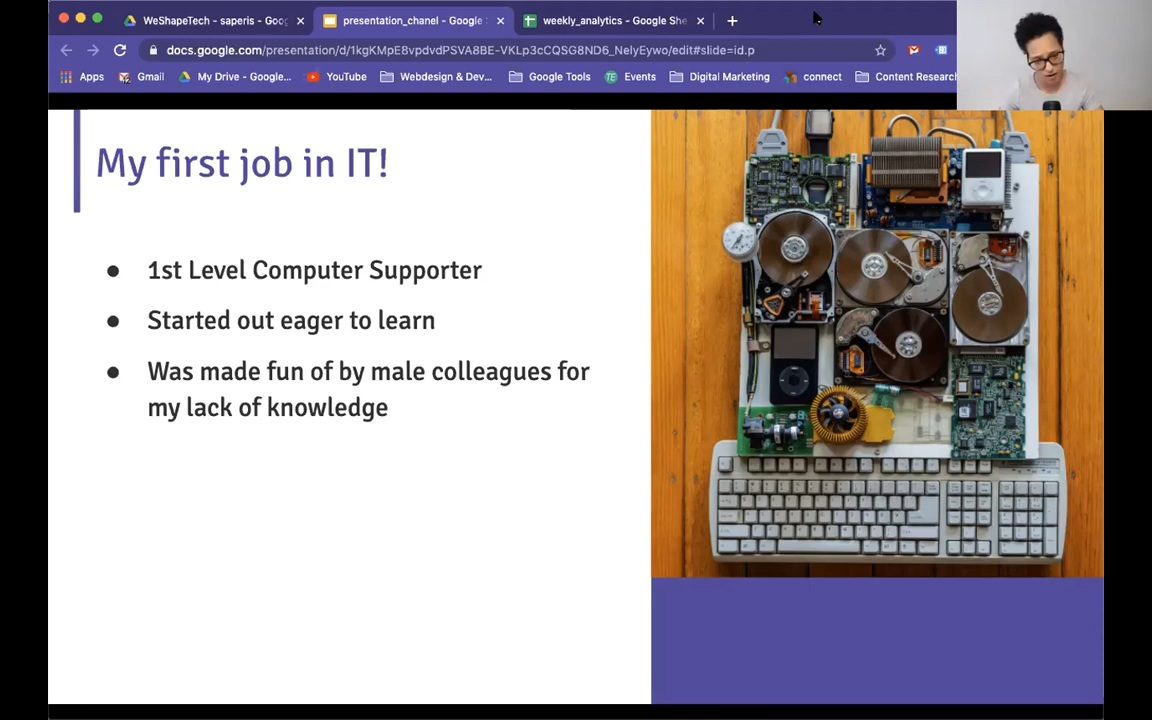 WeShapeTech - saperis - Goog
presentation_chanel - Google S
weekly_analytics - Google She
docs.google.com/presentation/d/1kgKMpE8vpdvdPSVA8BE-VKLp3cCQSG8ND6_NelyEywo/edit#slide=id.p
Apps
Gmail
My Drive - Google...
YouTube
Webdesign & Dev...
Google Tools
TE
Events
Digital Marketing
connect
Content Researc
My first job in IT!
● 1st Level Computer Supporter
● Started out eager to learn
● Was made fun of by male colleagues for
my lack of knowledge